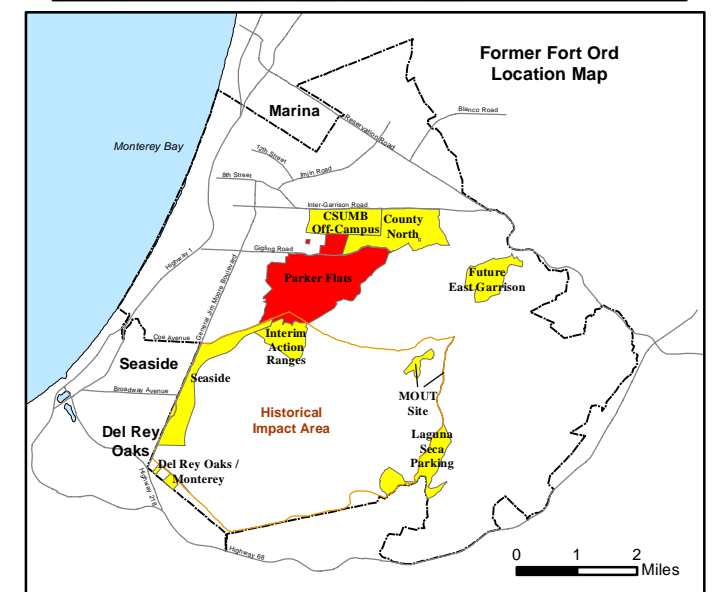 Former Fort Ord
Location Map
Marina
Blanco Road
Reservation Road
Monterey Bay
12th Street
Imjin Road
8th Street
Inter-Garrison Road
CSUMB
Off-Campus
County
North
Gigling Road
Highway 1
General Jim Moore Boulevard
Parker Flats
Future
East Garrison
Coe Avenue
Interim
Action
Ranges
Seaside
Seaside
Broadway Avenue
MOUT
Site
Historical
Impact Area
Del Rey
Oaks
Laguna
Seca
Parking
Del Rey Oaks /
Monterey
Highway 218
Highway 68
0 1 2
Miles